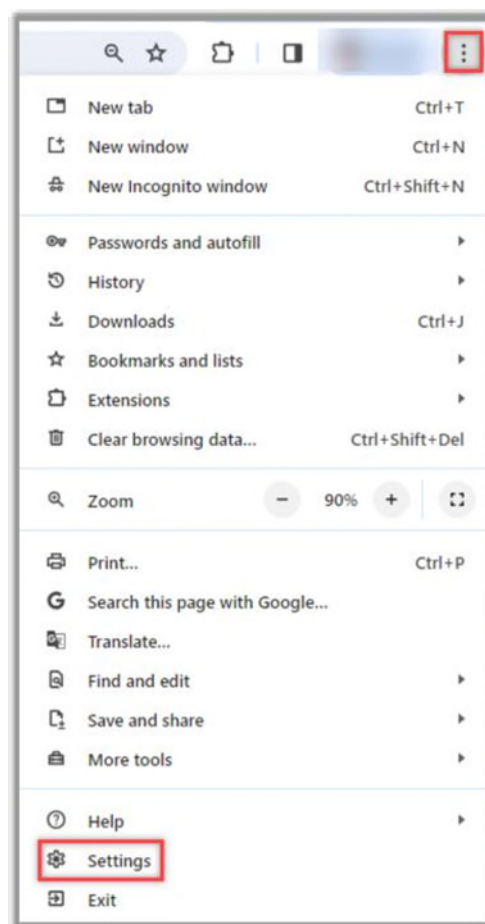 New tab Ctrl+T
New window Ctrl+N
New Incognito window Ctrl+Shift+N
Passwords and autofill
History
Downloads Ctrl+J
Bookmarks and lists
Extensions
Clear browsing data... Ctrl+Shift+Del
Zoom - 90% +
Print... Ctrl+P
Search this page with Google...
Translate...
Find and edit
Save and share
More tools
Help
Settings
Exit